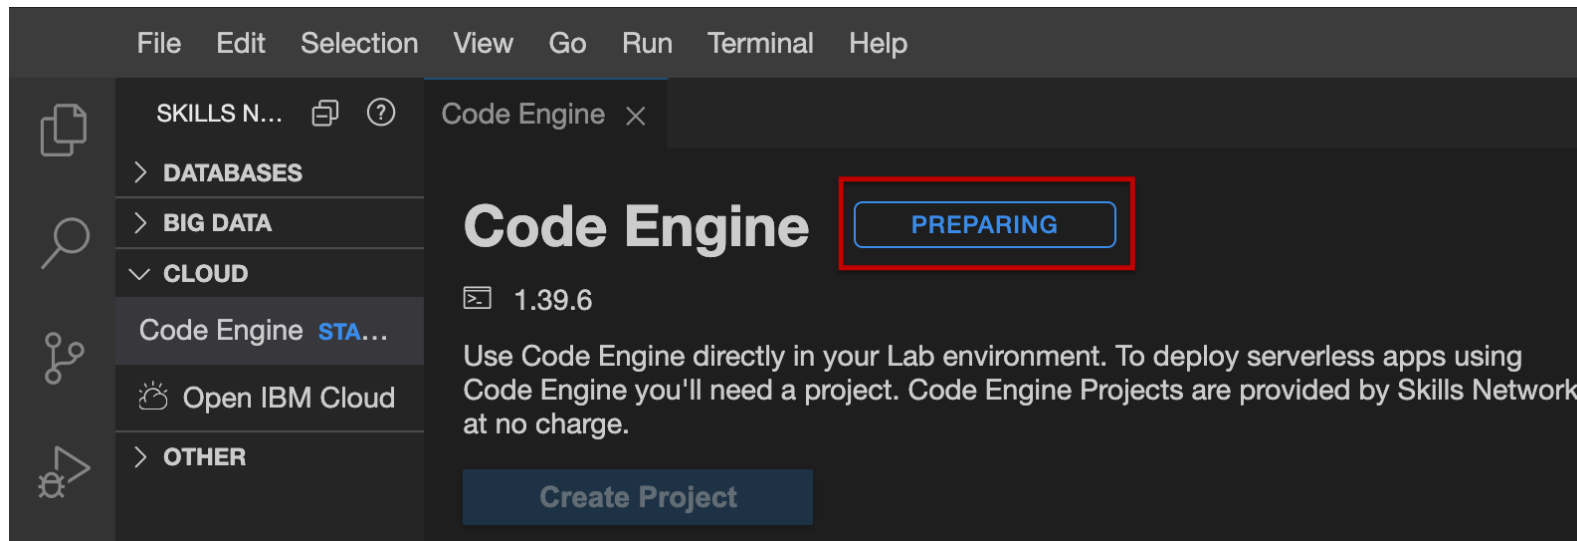 File Edit Selection View Go Run Terminal Help
SKILLS N...
Code Engine
DATABASES
BIG DATA
CLOUD
Code Engine STA...
Open IBM Cloud
OTHER
Code Engine PREPARING
1.39.6
Use Code Engine directly in your Lab environment. To deploy serverless apps using
Code Engine you'll need a project. Code Engine Projects are provided by Skills Network
at no charge.
Create Project